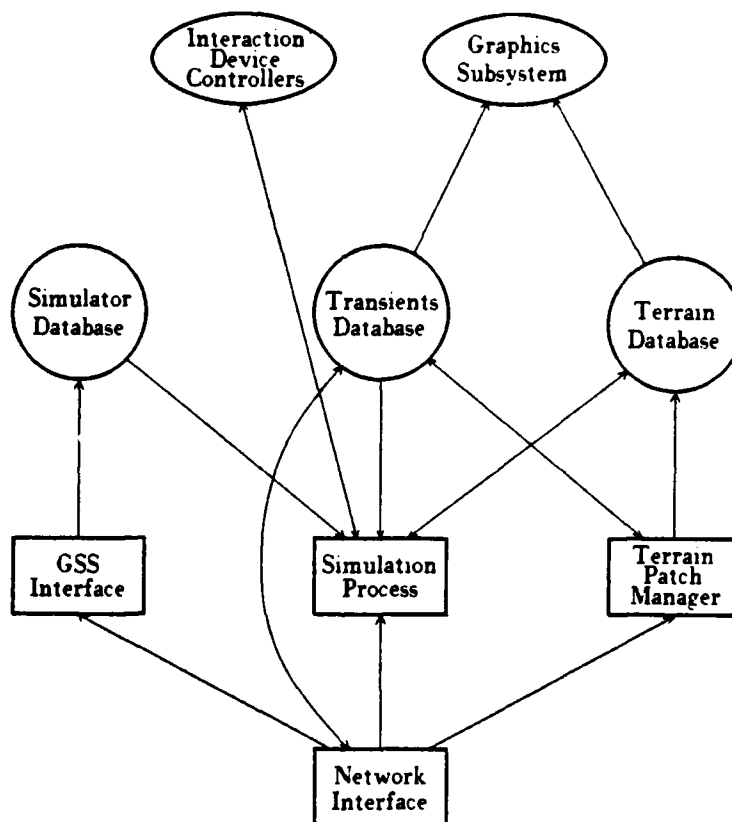 Interaction
Device
Controllers
Graphics
Subsystem
Simulator
Database
Transients
Database
Terrain
Database
GSS
Interface
Simulation
Process
Terrain
Patch
Manager
Network
Interface